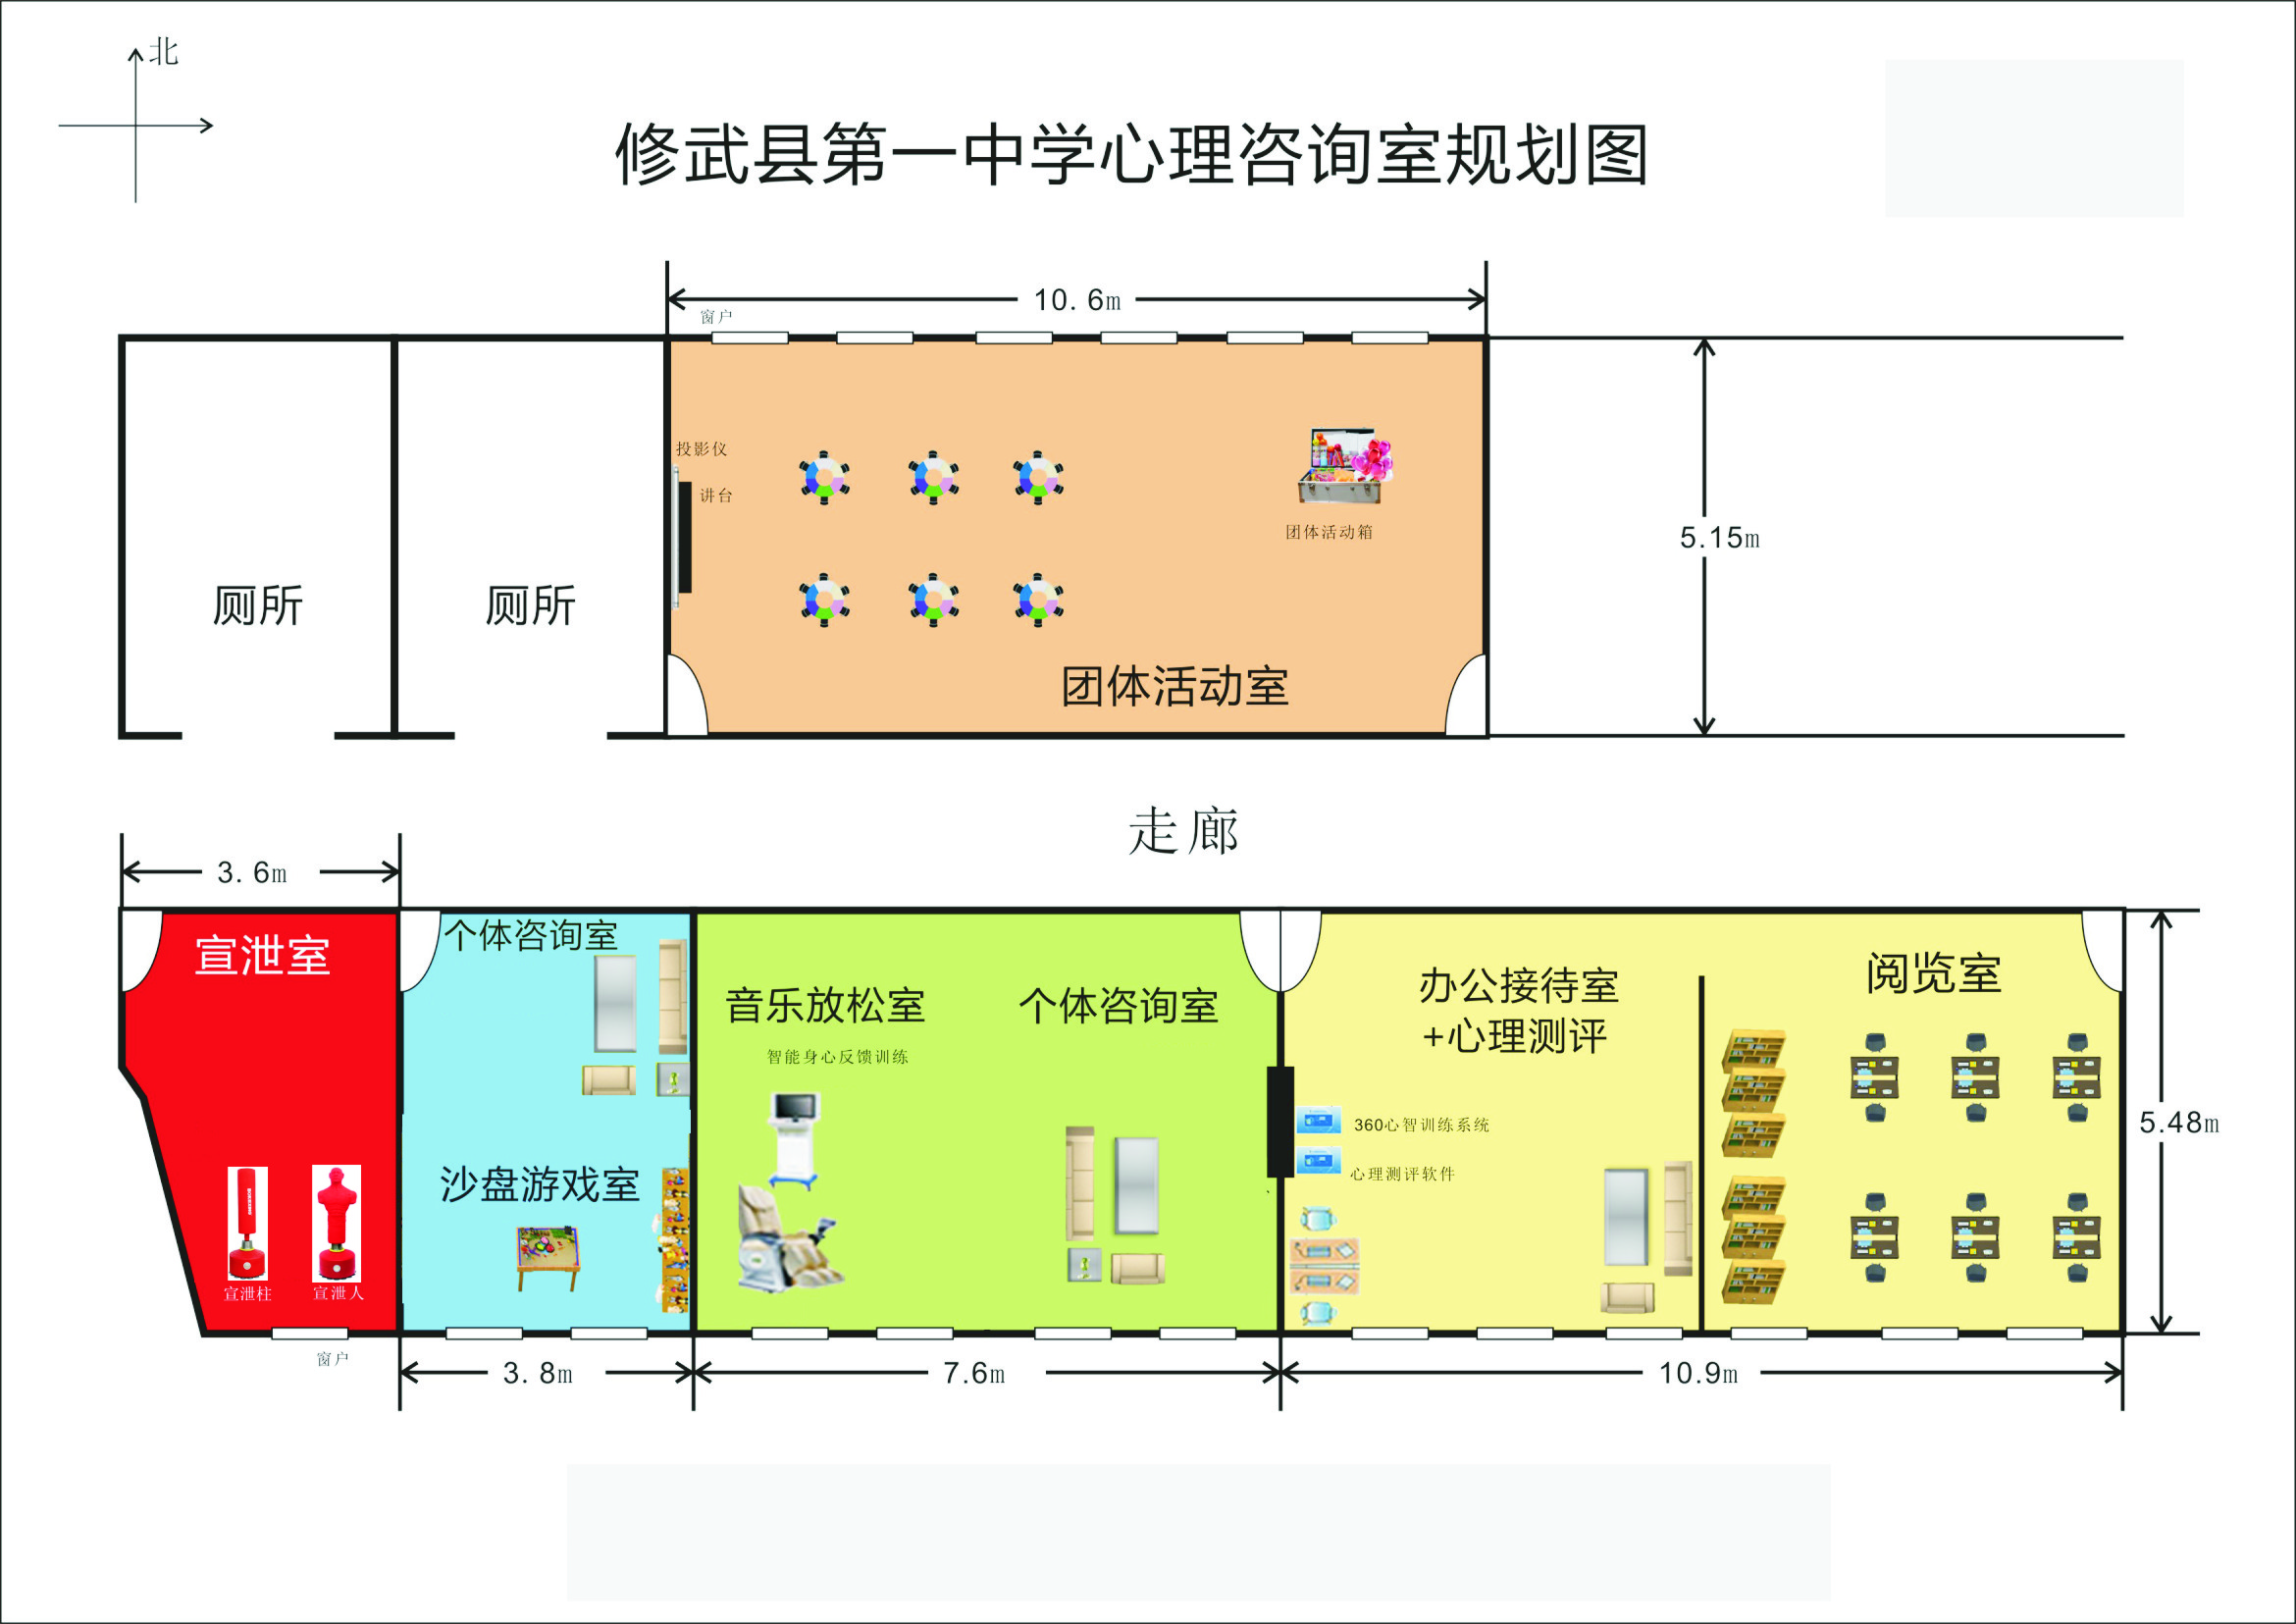 北
修武县第一中学心理咨询室规划图
10.6m
窗户
投影仪
讲台
团体活动箱
5.15m
厕所
厕所
团体活动室
走廊
3.6m
宣泄室
个体咨询室
音乐放松室
个体咨询室
智能身心反馈训练
办公接待室
+心理测评
阅览室
360心智训练系统
心理测评软件
5.48m
沙盘游戏室
宣泄柱
宣泄人
窗户
3.8m
7.6m
10.9m